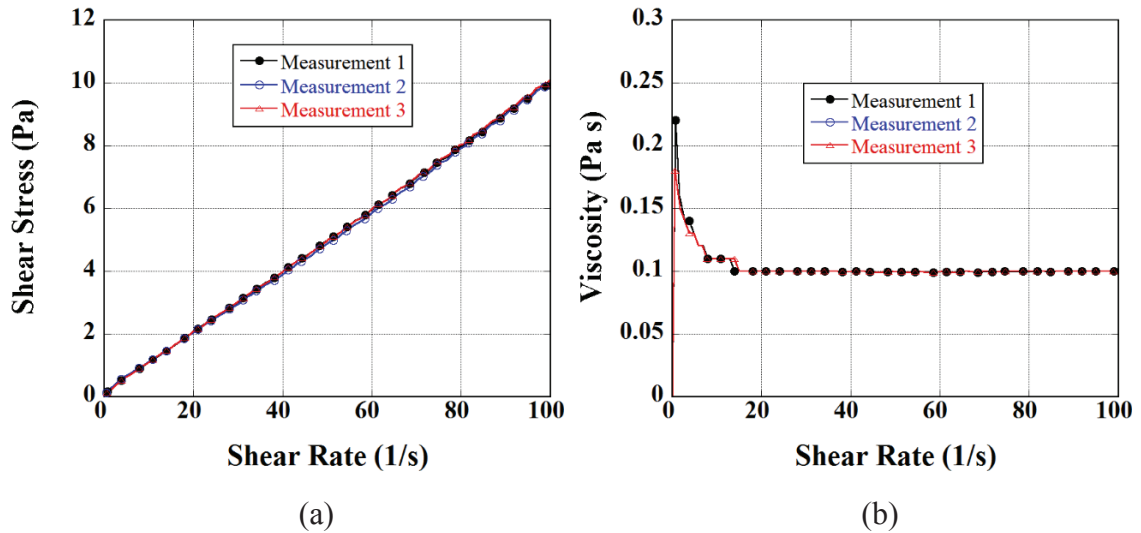 12
10
8
6
4
2
0
Shear Stress (Pa)
Measurement 1
Measurement 2
Measurement 3
0 20 40 60 80 100
Shear Rate (1/s)
(a)
0.3
0.25
0.2
0.15
0.1
0.05
0
Viscosity (Pa s)
Measurement 1
Measurement 2
Measurement 3
0 20 40 60 80 100
Shear Rate (1/s)
(b)